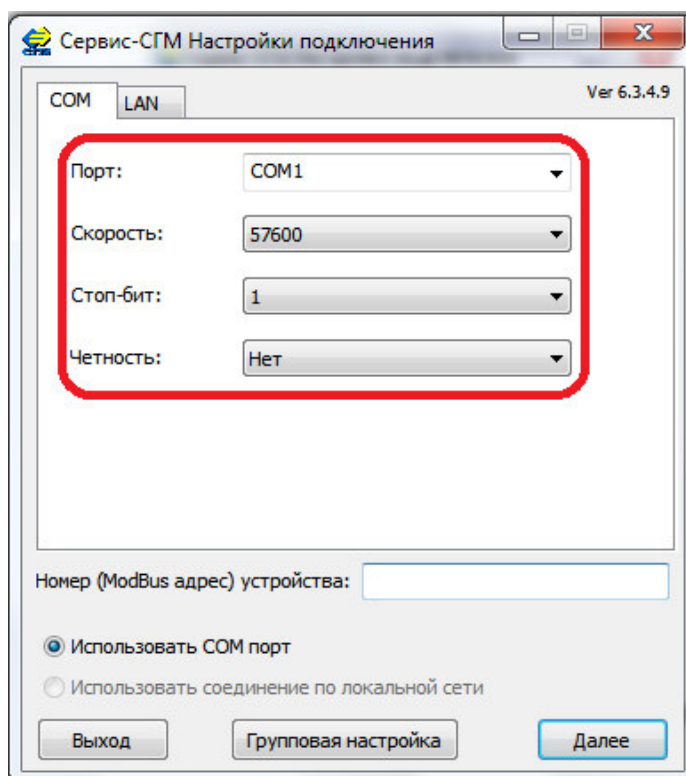 Сервис-СГМ Настройки подключения
COM LAN Ver 6.3.4.9
Порт: COM1
Скорость: 57600
Стоп-бит: 1
Четность: Нет
Номер (ModBus адрес) устройства:
Использовать COM порт
Использовать соединение по локальной сети
Выход Групповая настройка Далее